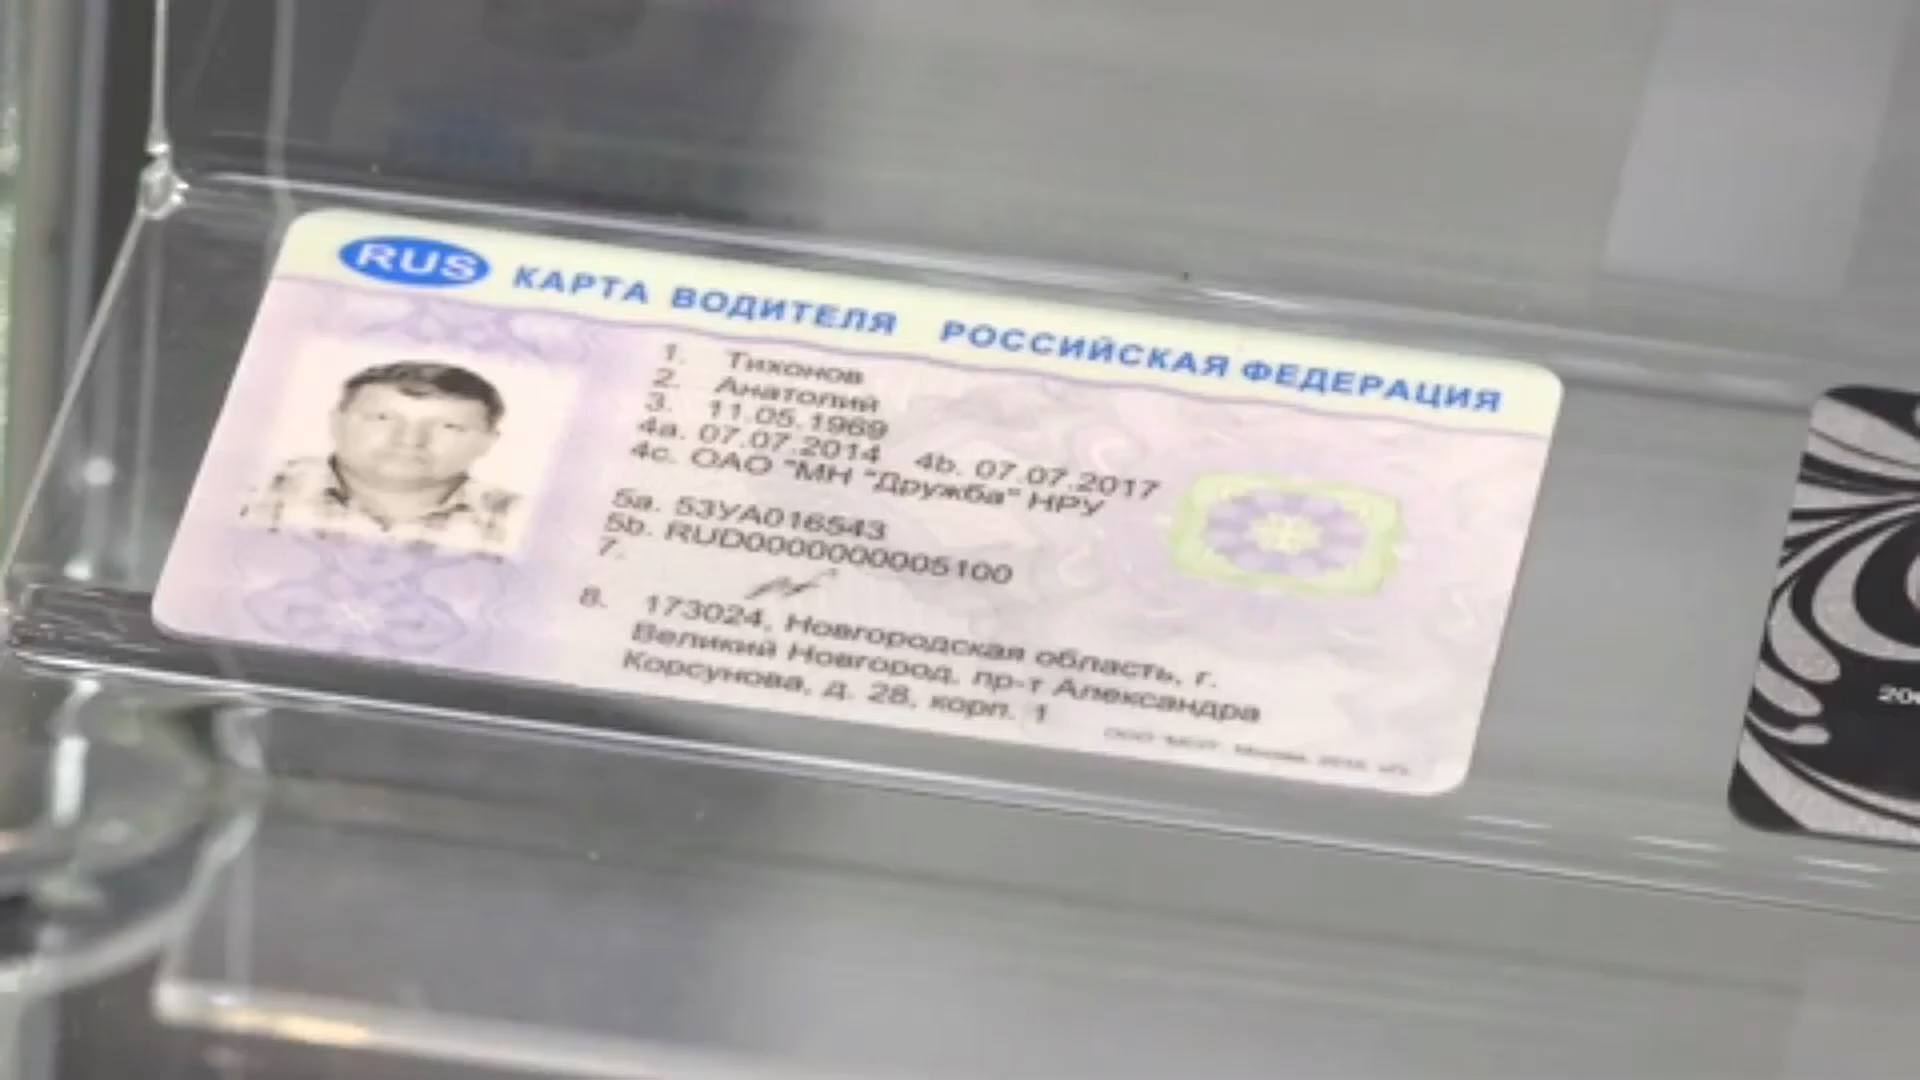 RUS КАРТА ВОДИТЕЛЯ РОССИЙСКАЯ ФЕДЕРАЦИЯ
1. Тихонов
2. Анатолий
3. 11.05.1969
4a. 07.07.2014 4b. 07.07.2017
4c. ОАО "МН "Дружба" НРУ
5a. 53УА016543
5b. RUD0000000005100
7.
8. 173024, Новгородская область, г.
Великий Новгород, пр-т Александра
Корсунова, д. 28, корп. 1